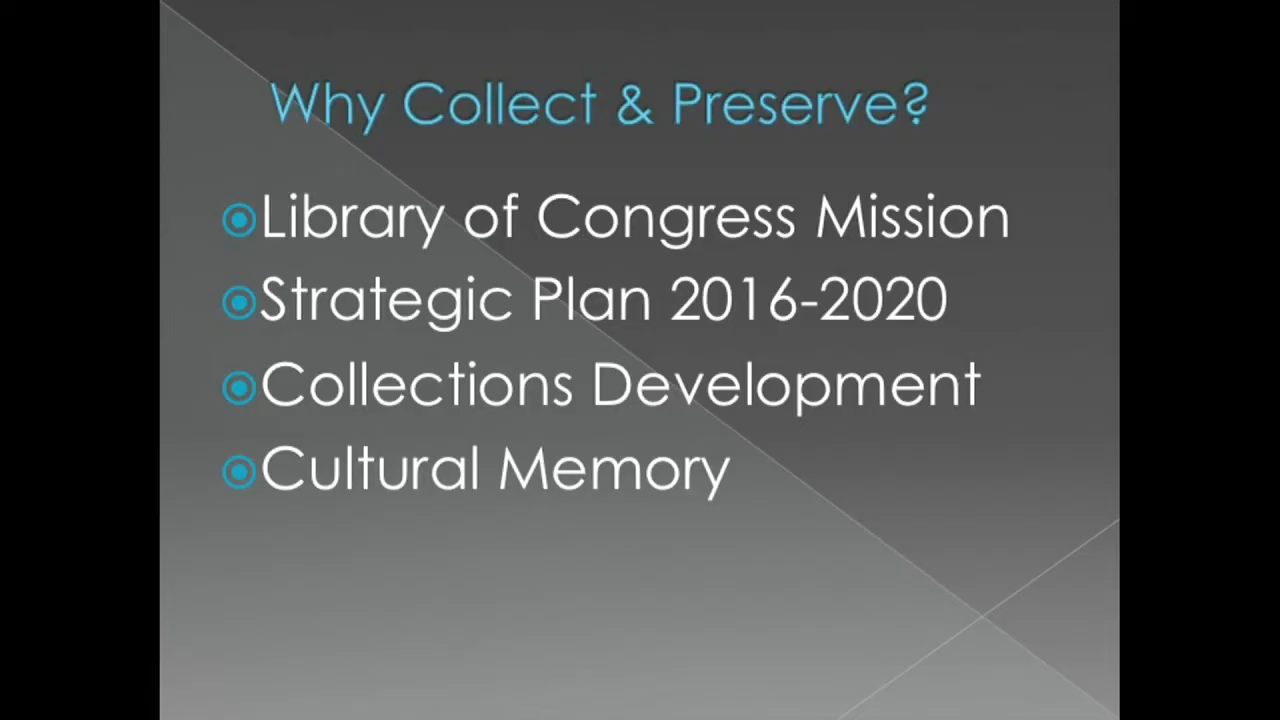 Why Collect & Preserve?
Library of Congress Mission
Strategic Plan 2016-2020
Collections Development
Cultural Memory